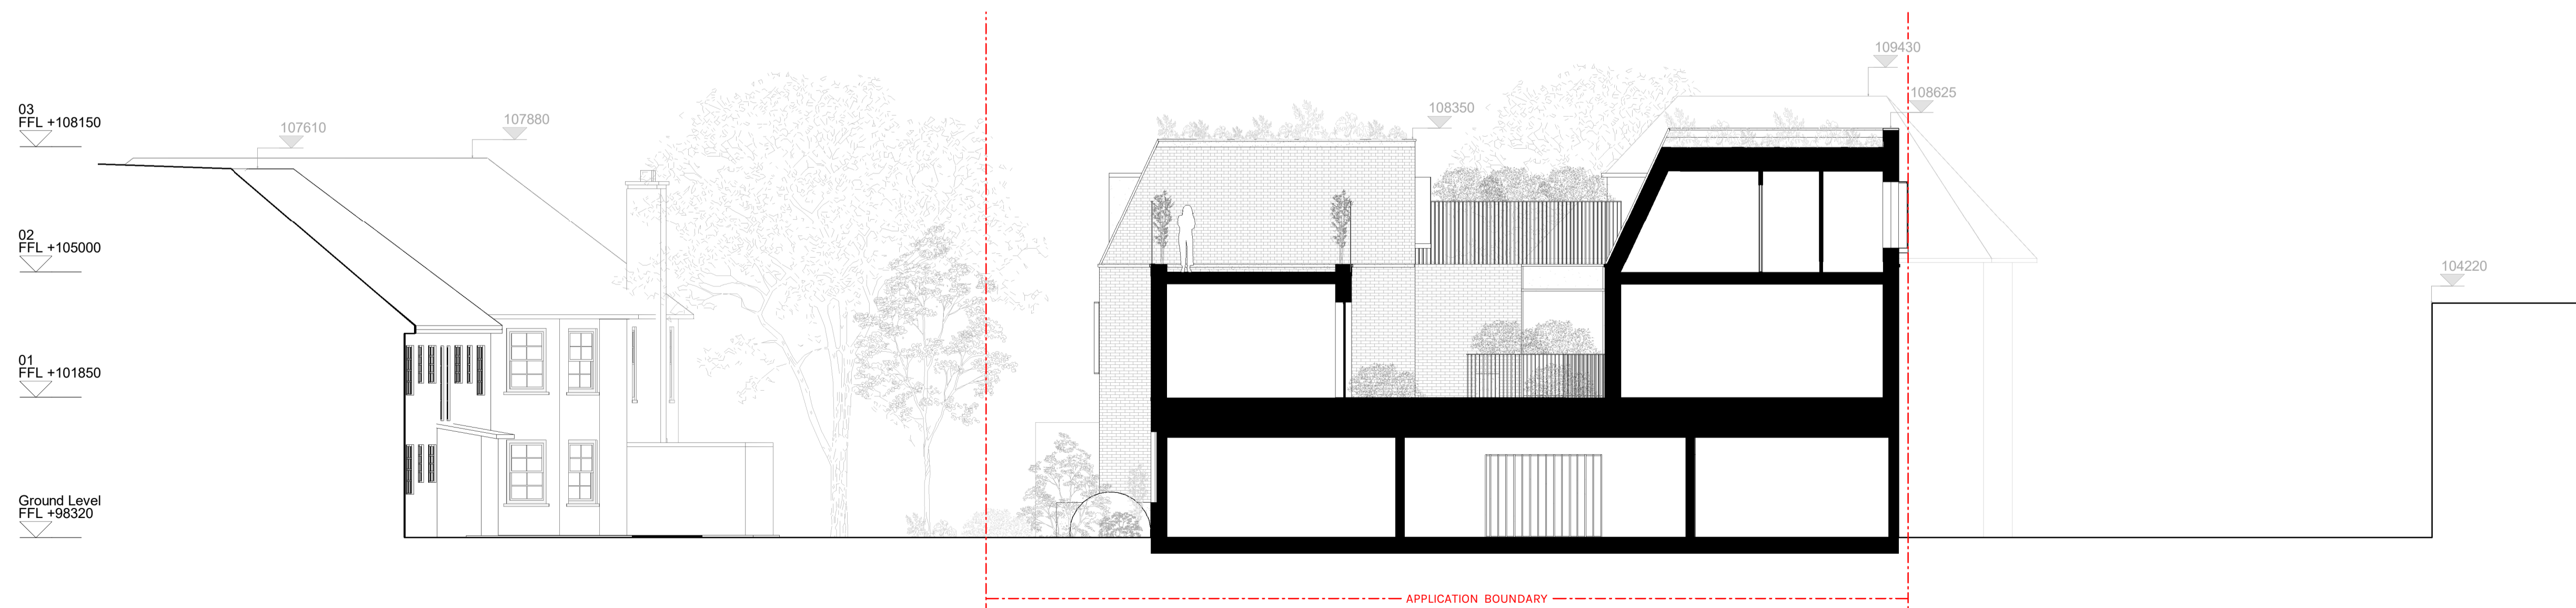 109430
108625
03
FFL +108150
107610
107880
108350
02
FFL +105000
104220
01
FFL +101850
Ground Level
FFL +98320
APPLICATION BOUNDARY